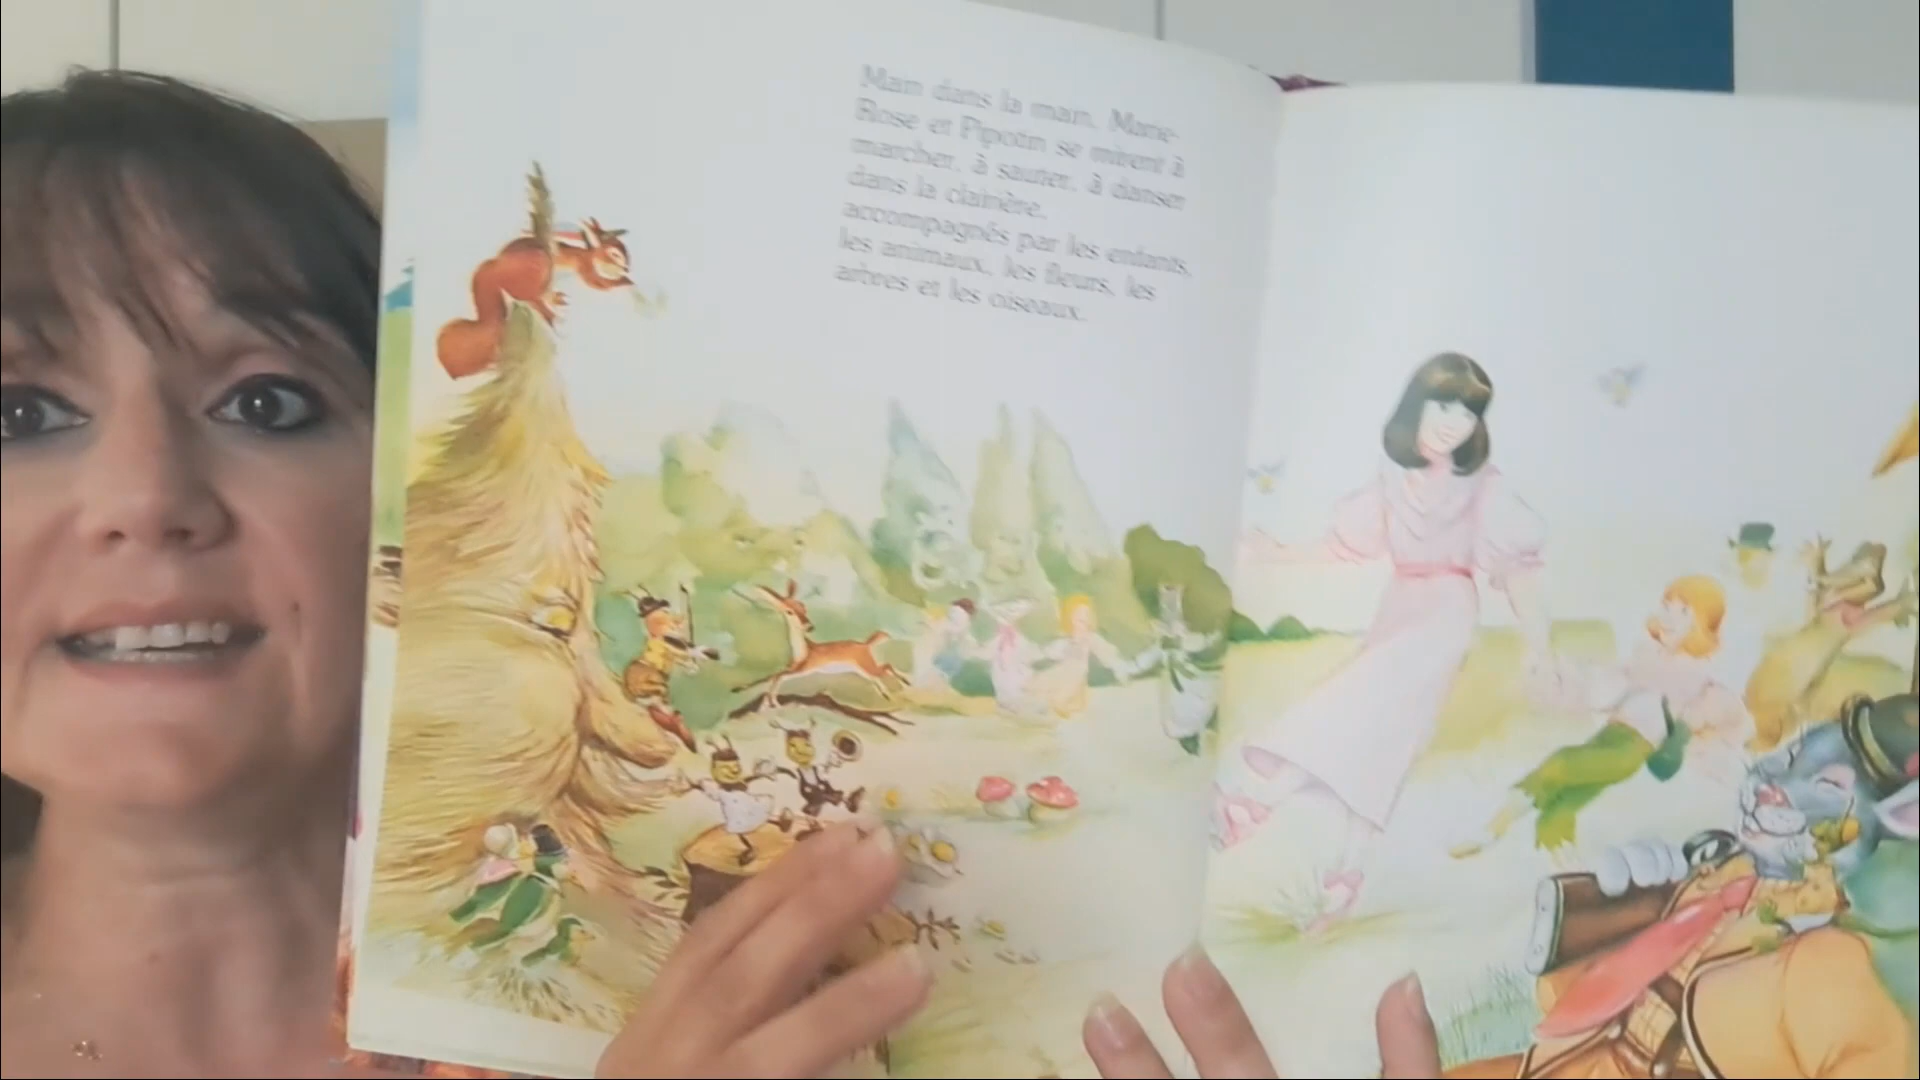 Main dans la main, Marie-
Rose et Pipotin se mirent à
marcher, à sauter, à danser
dans la clairière,
accompagnés par les enfants,
les animaux, les fleurs, les
arbres et les oiseaux.